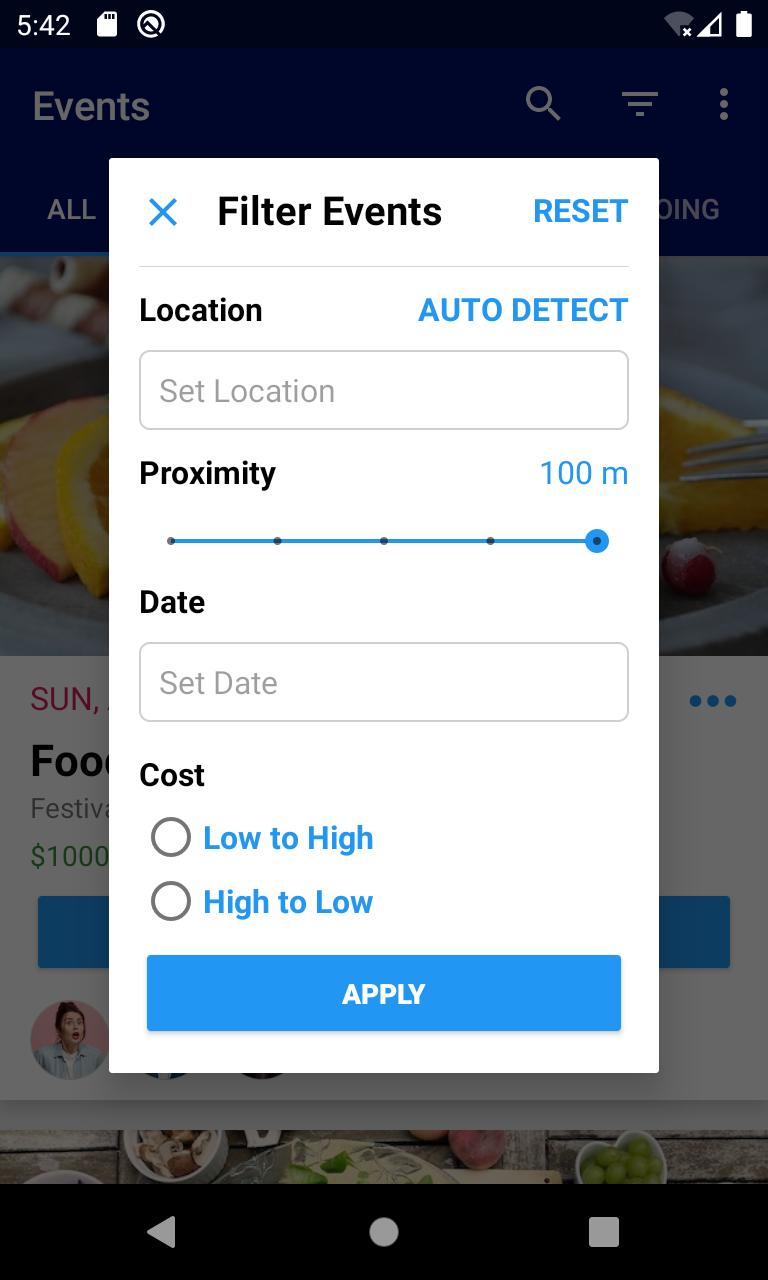 5:42
Events
ALL
OING
Filter Events
RESET
Location
AUTO DETECT
Set Location
Proximity
100 m
Date
Set Date
SUN,
Food
Festiva
$1000
Cost
Low to High
High to Low
APPLY